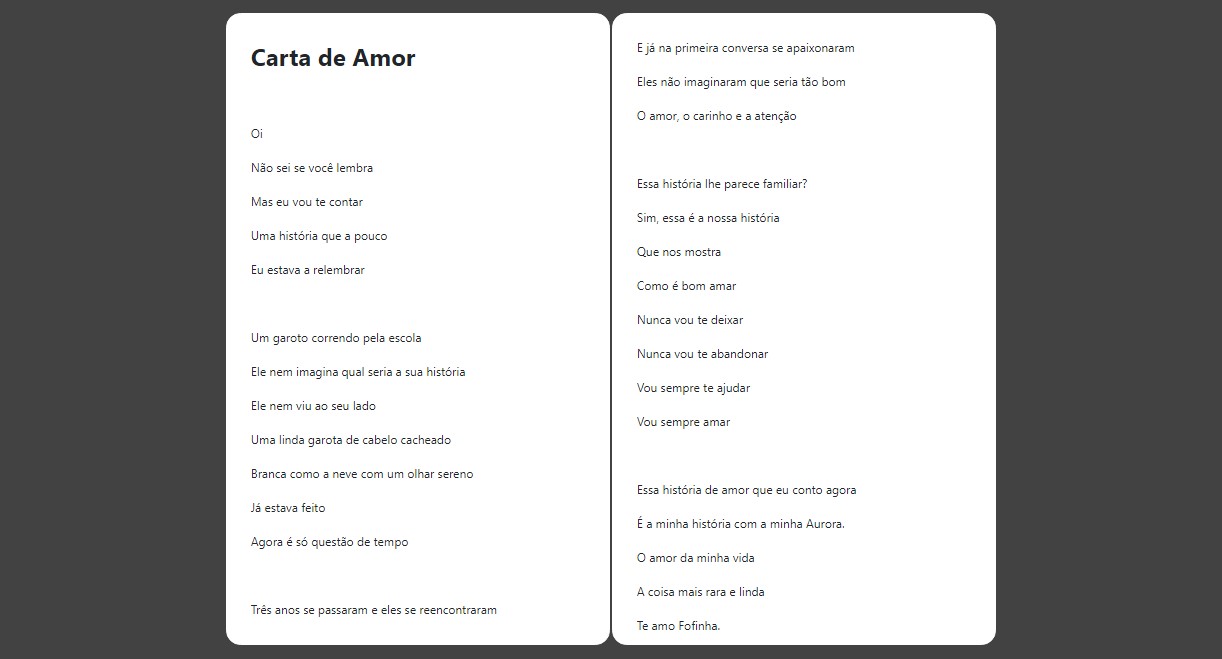 Carta de Amor
Oi
Não sei se você lembra
Mas eu vou te contar
Uma história que a pouco
Eu estava a relembrar
Um garoto correndo pela escola
Ele nem imagina qual seria a sua história
Ele nem viu ao seu lado
Uma linda garota de cabelo cacheado
Branca como a neve com um olhar sereno
Já estava feito
Agora é só questão de tempo
Três anos se passaram e eles se reencontraram
E já na primeira conversa se apaixonaram
Eles não imaginaram que seria tão bom
O amor, o carinho e a atenção
Essa história lhe parece familiar?
Sim, essa é a nossa história
Que nos mostra
Como é bom amar
Nunca vou te deixar
Nunca vou te abandonar
Vou sempre te ajudar
Vou sempre amar
Essa história de amor que eu conto agora
É a minha história com a minha Aurora.
O amor da minha vida
A coisa mais rara e linda
Te amo Fofinha.